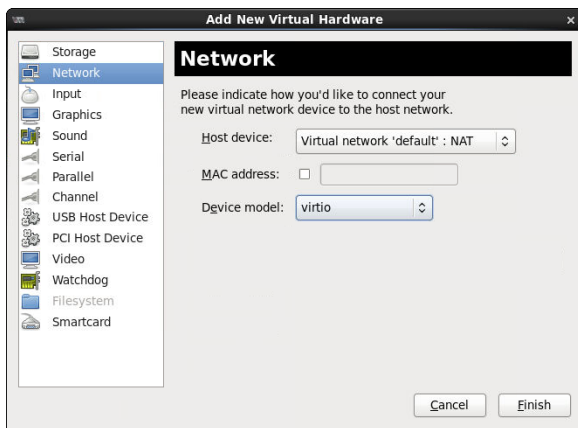 Add New Virtual Hardware
Storage
Network
Input
Graphics
Sound
Serial
Parallel
Channel
USB Host Device
PCI Host Device
Video
Watchdog
Filesystem
Smartcard
Network
Please indicate how you'd like to connect your
new virtual network device to the host network.
Host device: Virtual network 'default' : NAT
MAC address:
Device model: virtio
Cancel Finish